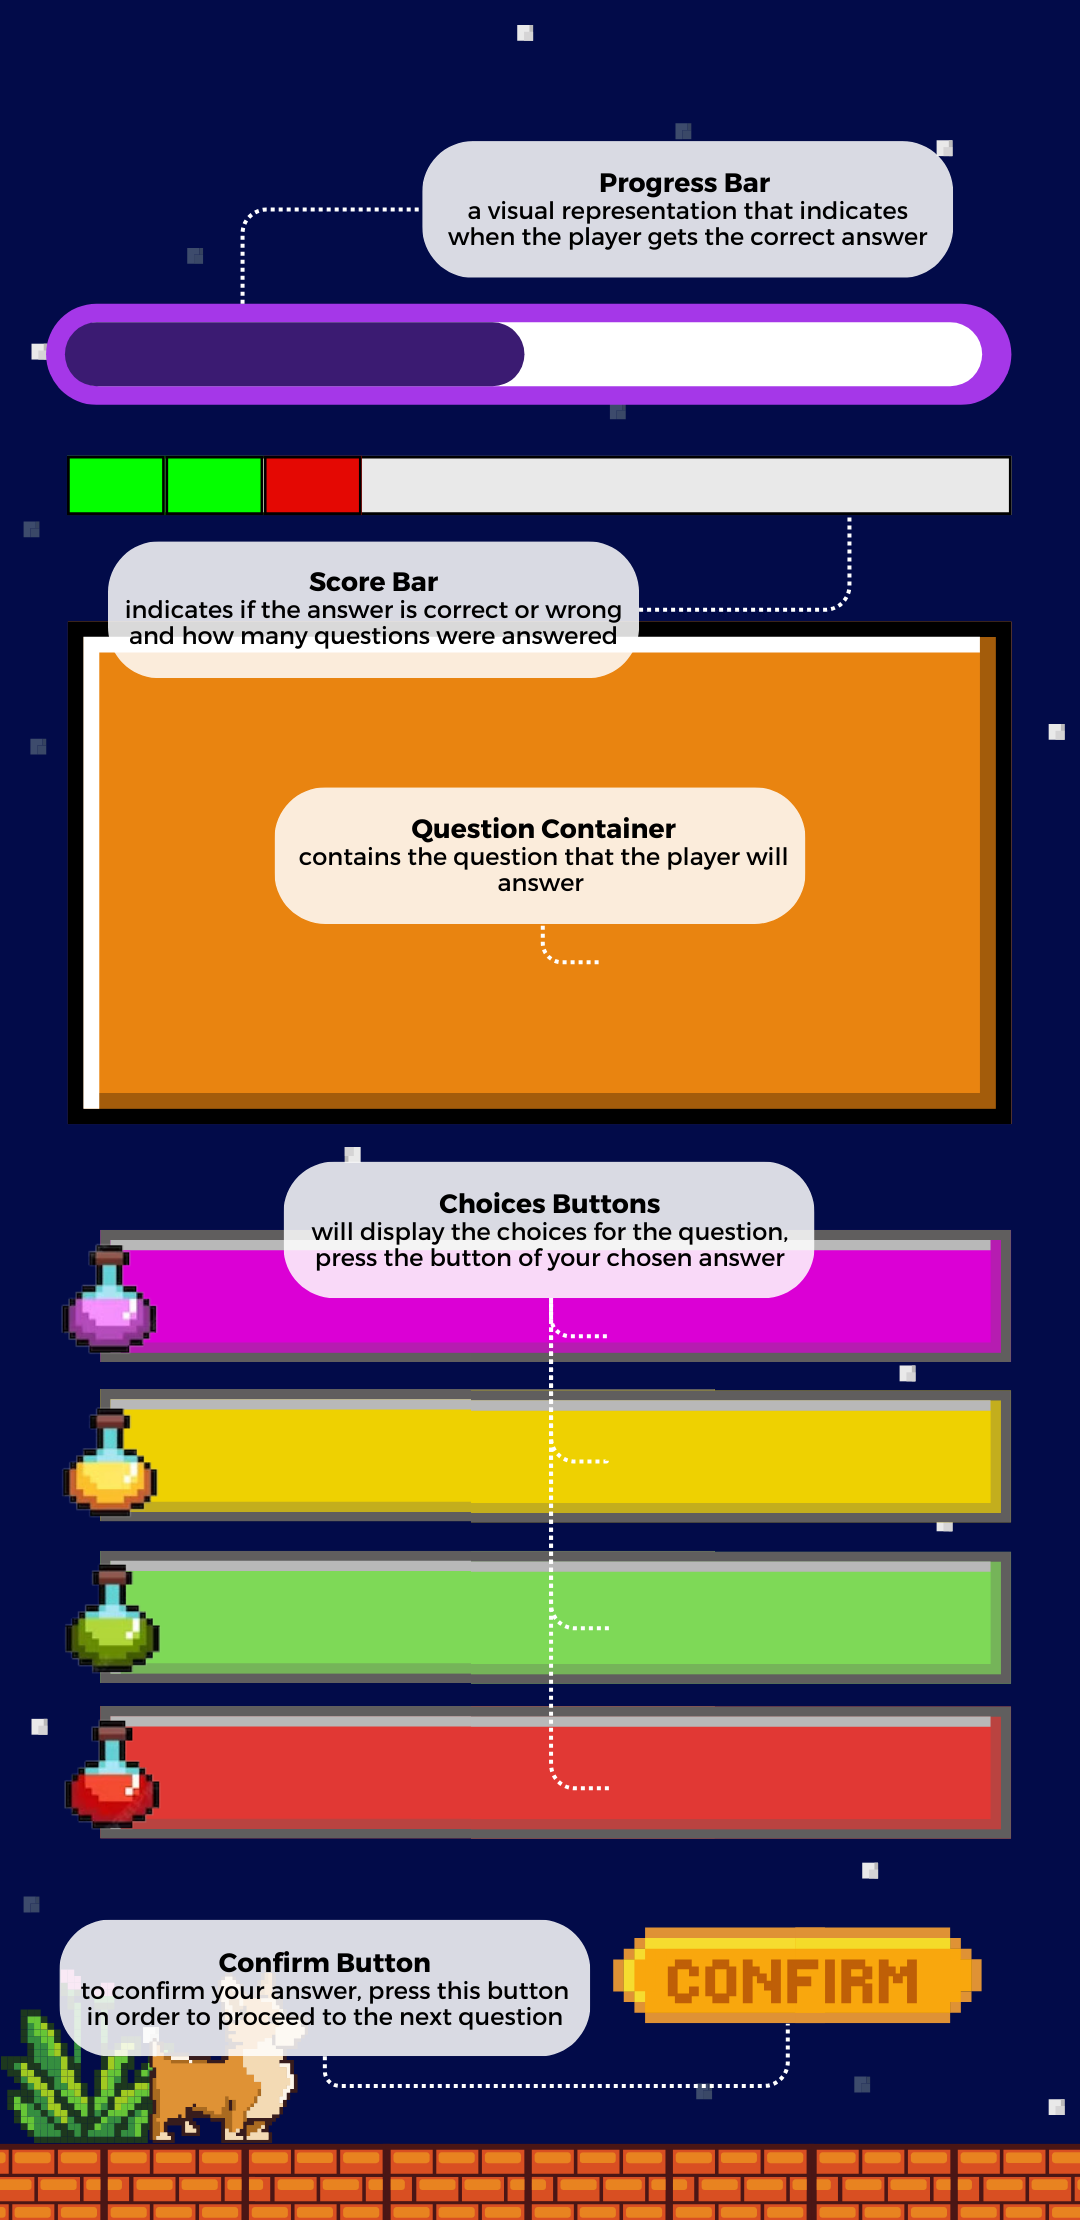 Progress Bar
a visual representation that indicates
when the player gets the correct answer
Score Bar
indicates if the answer is correct or wrong
and how many questions were answered
Question Container
contains the question that the player will
answer
Choices Buttons
will display the choices for the question,
press the button of your chosen answer
Confirm Button
to confirm your answer, press this button
in order to proceed to the next question
CONFIRM